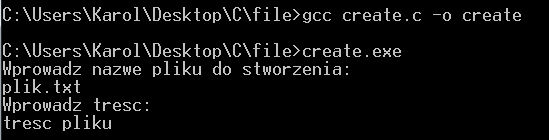 C:\Users\Karol\Desktop\C\file>gcc create.c -o create
C:\Users\Karol\Desktop\C\file>create.exe
Wprowadz nazwe pliku do stworzenia:
plik.txt
Wprowadz tresc:
tresc pliku